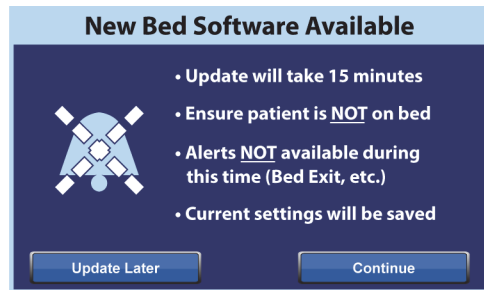 New Bed Software Available
• Update will take 15 minutes
• Ensure patient is NOT on bed
• Alerts NOT available during
this time (Bed Exit, etc.)
• Current settings will be saved
Update Later
Continue